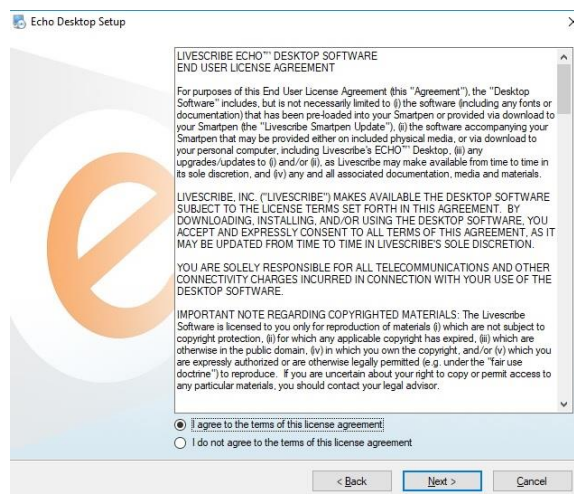 Echo Desktop Setup
LIVESCRIBE ECHO™ DESKTOP SOFTWARE
END USER LICENSE AGREEMENT
For purposes of this End User License Agreement (this "Agreement"), the "Desktop
Software" includes, but is not necessarily limited to (i) the software (including any fonts or
documentation) that has been pre-loaded into your Smartpen or provided via download to
your Smartpen (the "Livescribe Smartpen Update"), (ii) the software accompanying your
Smartpen that may be provided either on included physical media, or via download to
your personal computer, including Livescribe's ECHO™ Desktop, (iii) any
upgrades/updates to (i) and/or (ii), as Livescribe may make available from time to time in
its sole discretion, and (iv) any and all associated documentation, media and materials.
LIVESCRIBE, INC. ("LIVESCRIBE") MAKES AVAILABLE THE DESKTOP SOFTWARE
SUBJECT TO THE LICENSE TERMS SET FORTH IN THIS AGREEMENT. BY
DOWNLOADING, INSTALLING, AND/OR USING THE DESKTOP SOFTWARE, YOU
ACCEPT AND EXPRESSLY CONSENT TO ALL TERMS OF THIS AGREEMENT, AS IT
MAY BE UPDATED FROM TIME TO TIME IN LIVESCRIBE'S SOLE DISCRETION.
YOU ARE SOLELY RESPONSIBLE FOR ALL TELECOMMUNICATIONS AND OTHER
CONNECTIVITY CHARGES INCURRED IN CONNECTION WITH YOUR USE OF THE
DESKTOP SOFTWARE.
IMPORTANT NOTE REGARDING COPYRIGHTED MATERIALS: The Livescribe
Software is licensed to you only for reproduction of materials (i) which are not subject to
copyright protection, (ii) for which any applicable copyright has expired, (iii) which are
otherwise in the public domain, (iv) in which you own the copyright, and/or (v) which you
are expressly authorized or are otherwise legally permitted (e.g. under the "fair use
doctrine") to reproduce. If you are uncertain about your right to copy or permit access to
any particular materials, you should contact your legal advisor.
I agree to the terms of this license agreement
I do not agree to the terms of this license agreement
< Back Next > Cancel